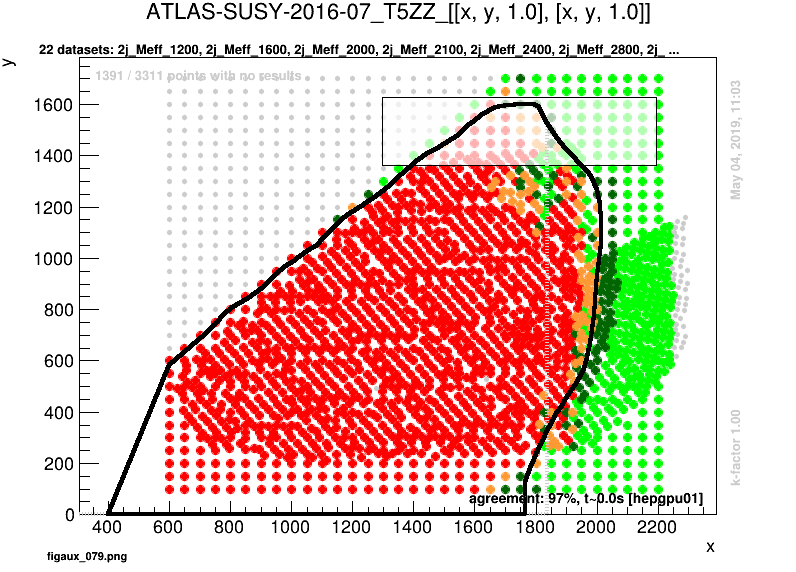 ATLAS-SUSY-2016-07_T5ZZ_[[x, y, 1.0], [x, y, 1.0]]
22 datasets: 2j_Meff_1200, 2j_Meff_1600, 2j_Meff_2000, 2j_Meff_2100, 2j_Meff_2400, 2j_Meff_2800, 2j_ ...
y
1391 / 3311 points with no results
May 04, 2019, 11:03
1600
1400
1200
1000
800
600
400
200
0
k-factor 1.00
agreement: 97%, t~0.0s [hepgpu01]
400 600 800 1000 1200 1400 1600 1800 2000 2200
x
figaux_079.png